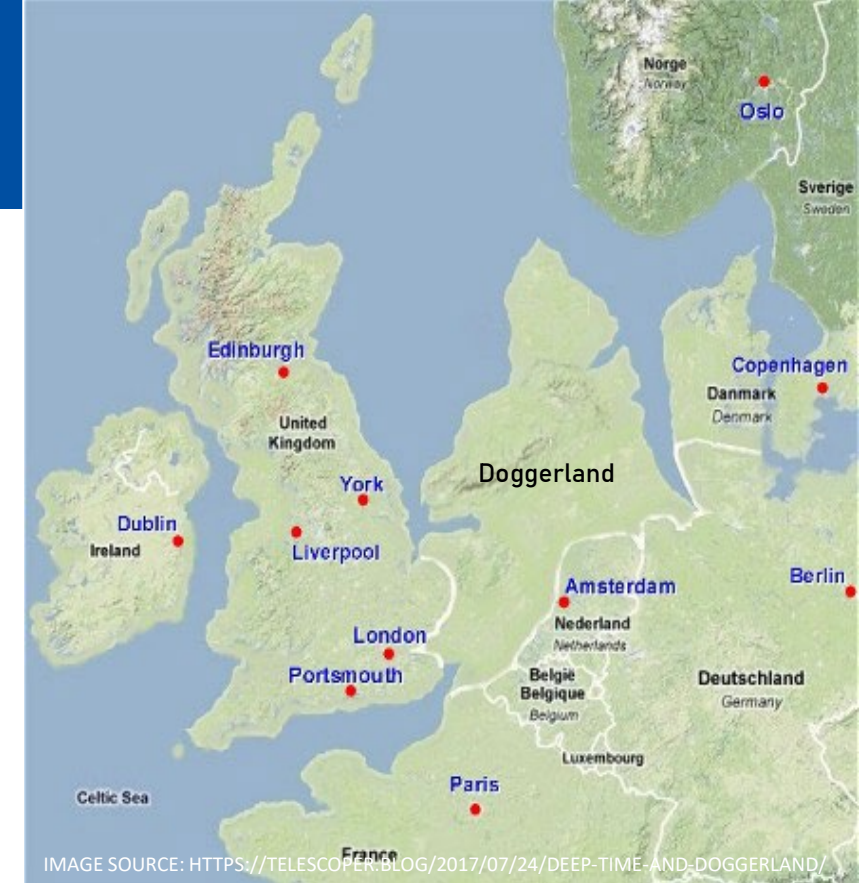 Norge
Norway
Oslo
Sverige
Sweden
Edinburgh
Copenhagen
Danmark
Denmark
United
Kingdom
Doggerland
York
Dublin
Ireland
Liverpool
Amsterdam
Berlin
Nederland
Netherlands
London
Portsmouth
België
Belgique
Belgium
Deutschland
Germany
Luxembourg
Paris
Celtic Sea
France
IMAGE SOURCE: HTTPS://TELESCOPER.BLOG/2017/07/24/DEEP-TIME-AND-DOGGERLAND/